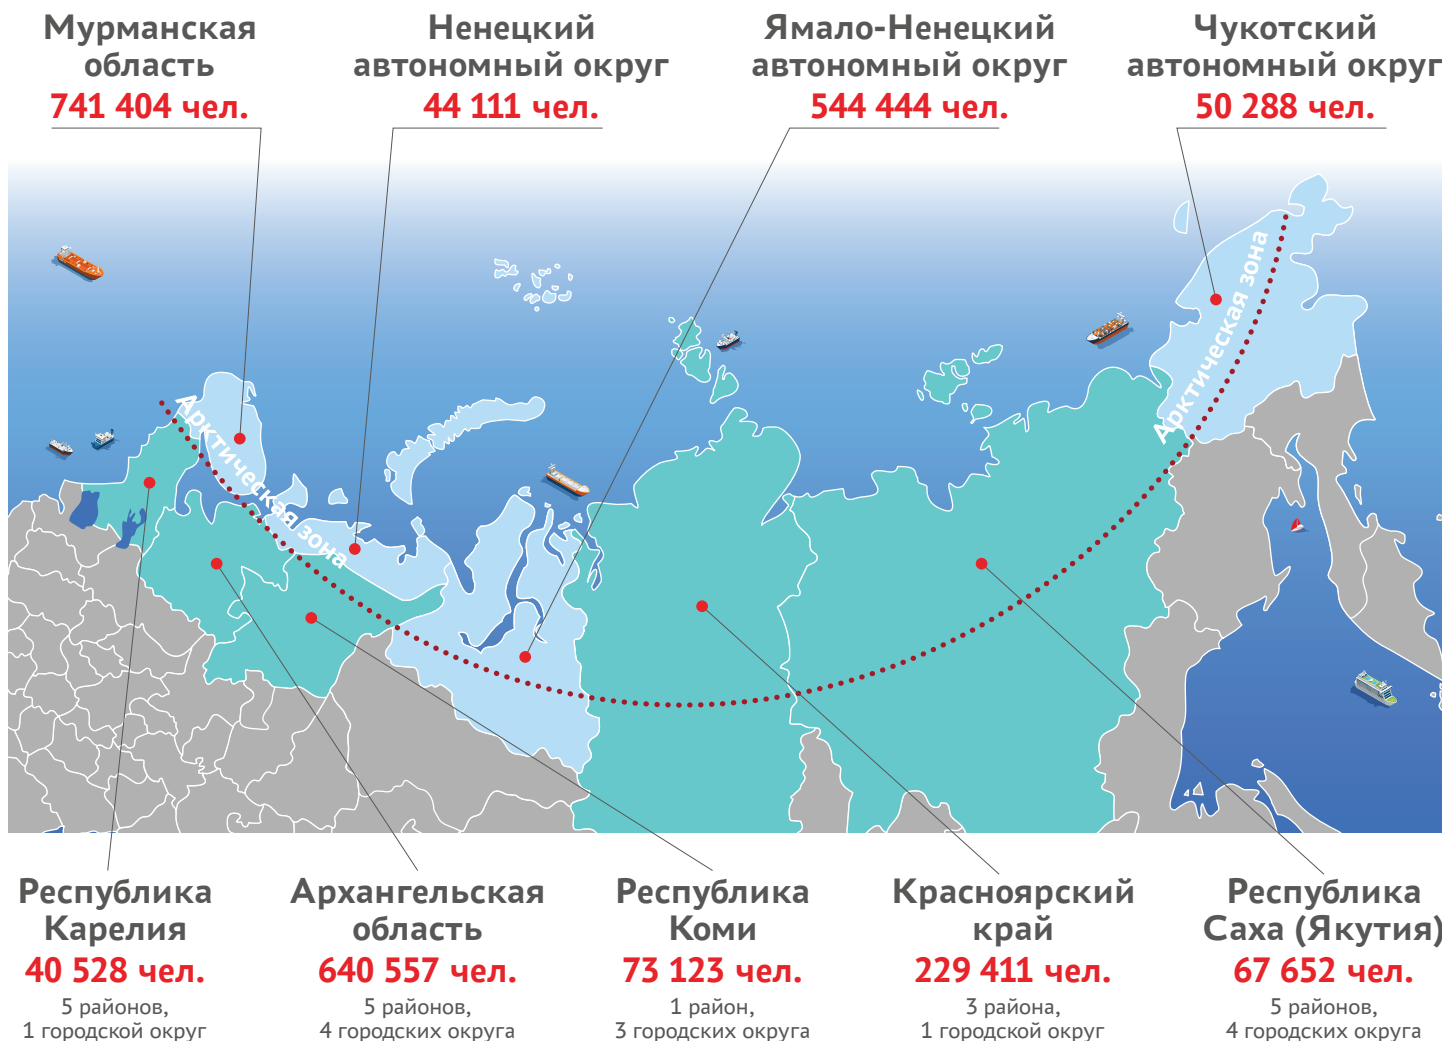 Мурманская
область
741 404 чел.
Ненецкий
автономный округ
44 111 чел.
Ямало-Ненецкий
автономный округ
544 444 чел.
Чукотский
автономный округ
50 288 чел.
Арктическая зона
Арктическая зона
Республика
Карелия
40 528 чел.
5 районов,
1 городской округ
Архангельская
область
640 557 чел.
5 районов,
4 городских округа
Республика
Коми
73 123 чел.
1 район,
3 городских округа
Красноярский
край
229 411 чел.
3 района,
1 городской округ
Республика
Саха (Якутия)
67 652 чел.
5 районов,
4 городских округа